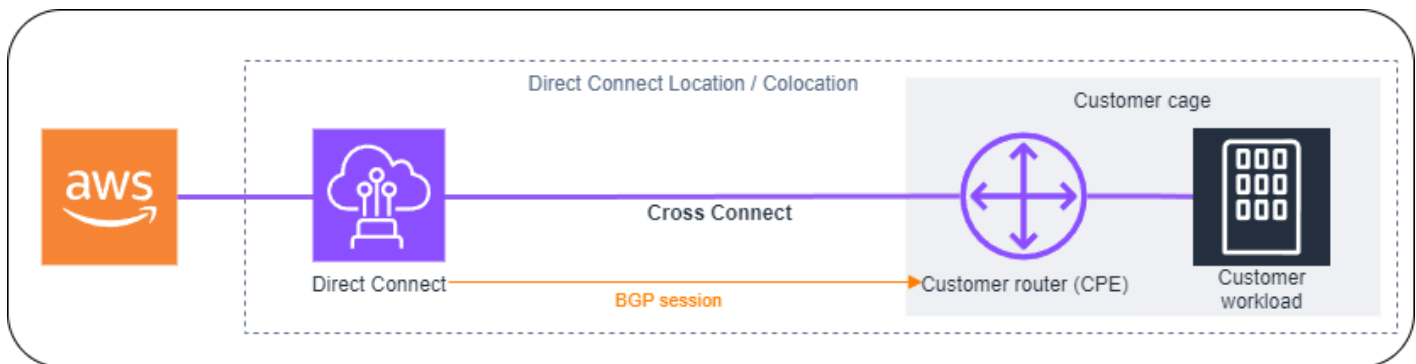 Direct Connect Location / Colocation
Customer cage
aws
Cross Connect
Direct Connect
BGP session
Customer router (CPE)
Customer
workload